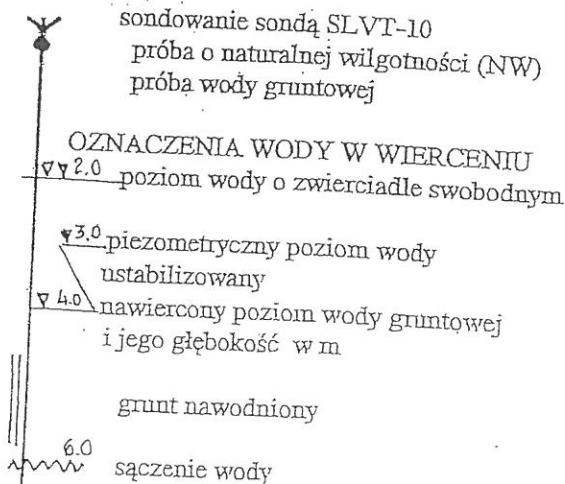 sondowanie sondą SLVT-10
próba o naturalnej wilgotności (NW)
próba wody gruntowej
OZNACZENIA WODY W WIERCENIU
2.0 poziom wody o zwierciadle swobodnym
3.0 piezometryczny poziom wody
ustabilizowany
4.0 nawiercony poziom wody gruntowej
i jego głębokość w m
grunt nawodniony
6.0 sączenie wody